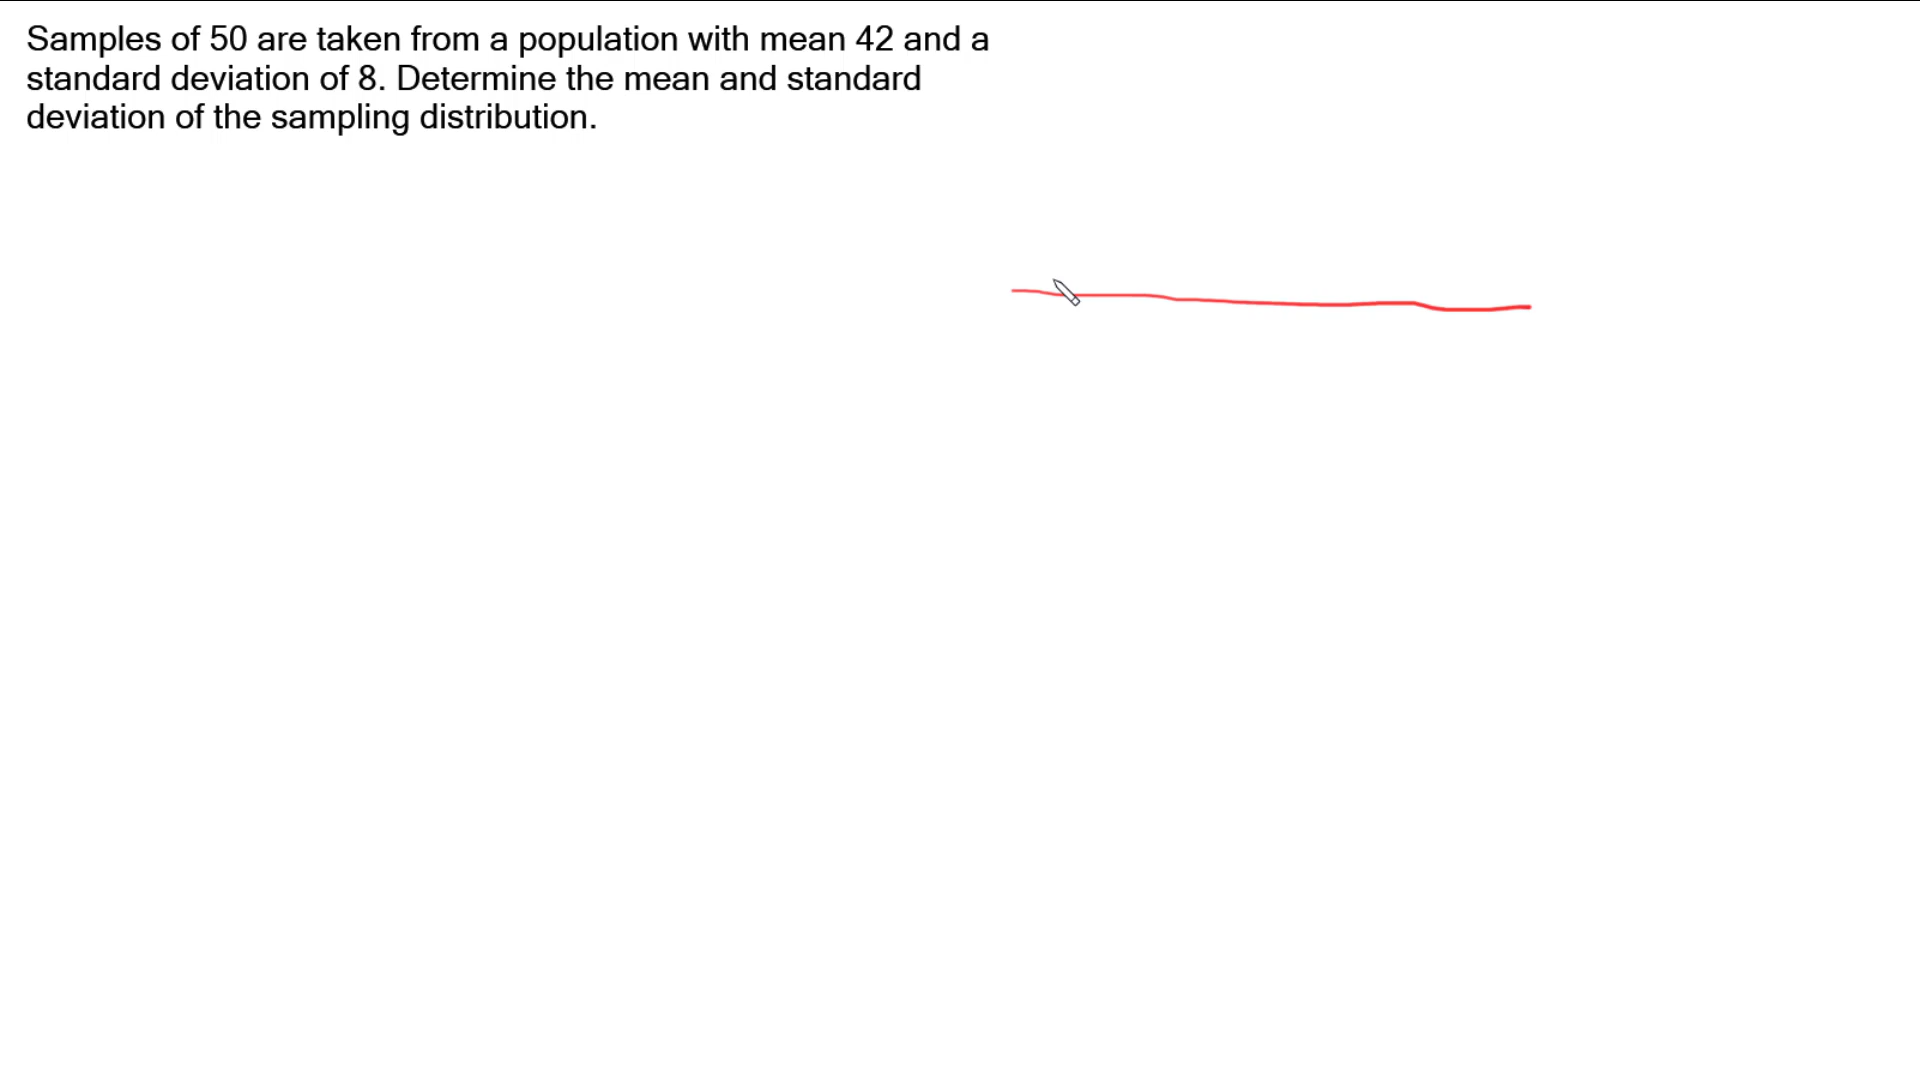 Samples of 50 are taken from a population with mean 42 and a
standard deviation of 8. Determine the mean and standard
deviation of the sampling distribution.